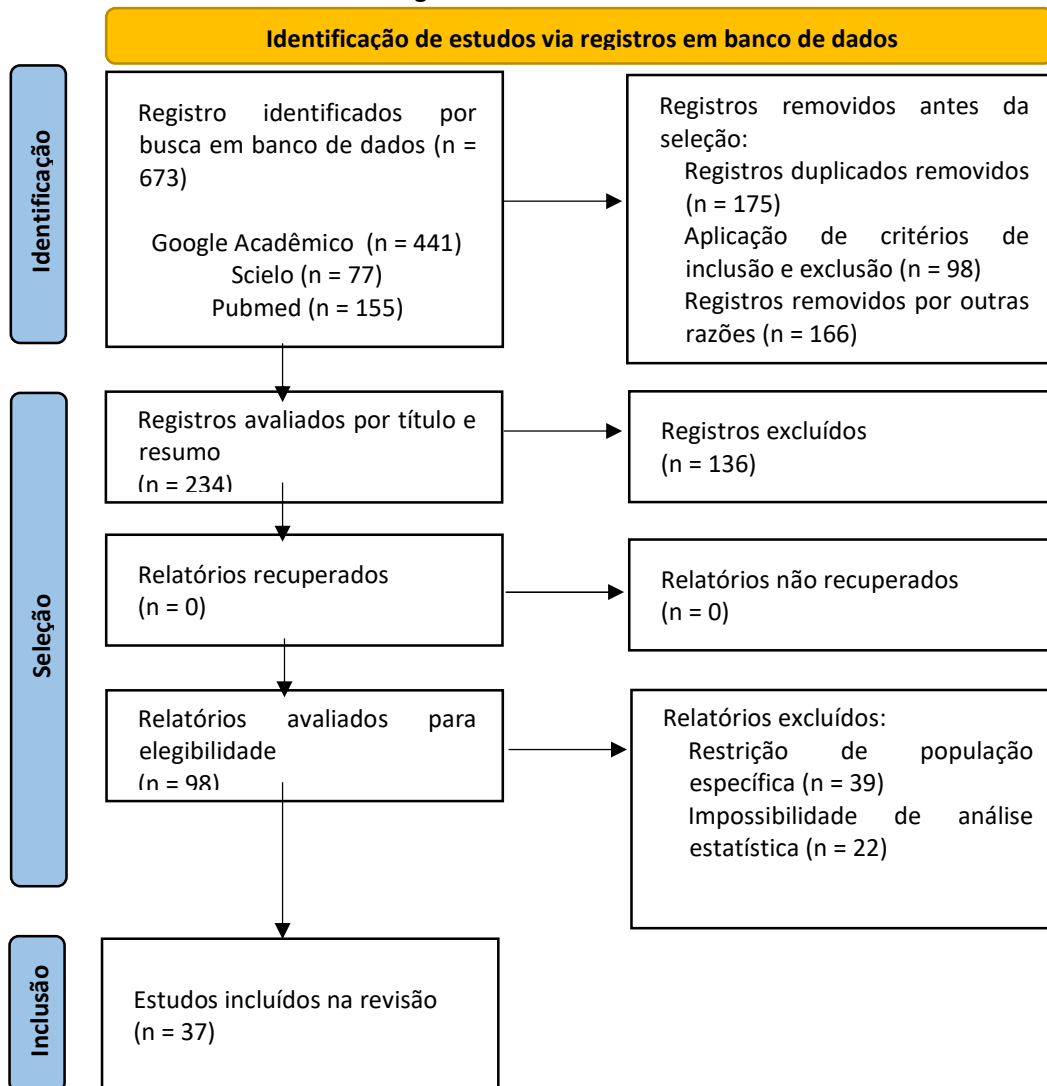 Identificação de estudos via registros em banco de dados
Identificação
Registro identificados por
busca em banco de dados (n =
673)
Google Acadêmico (n = 441)
Scielo (n = 77)
Pubmed (n = 155)
Registros removidos antes da
seleção:
Registros duplicados removidos
(n = 175)
Aplicação de critérios de
inclusão e exclusão (n = 98)
Registros removidos por outras
razões (n = 166)
Seleção
Registros avaliados por título e
resumo
(n = 234)
Registros excluídos
(n = 136)
Relatórios recuperados
(n = 0)
Relatórios não recuperados
(n = 0)
Relatórios avaliados para
elegibilidade
(n = 98)
Relatórios excluídos:
Restrição de população
específica (n = 39)
Impossibilidade de análise
estatística (n = 22)
Inclusão
Estudos incluídos na revisão
(n = 37)